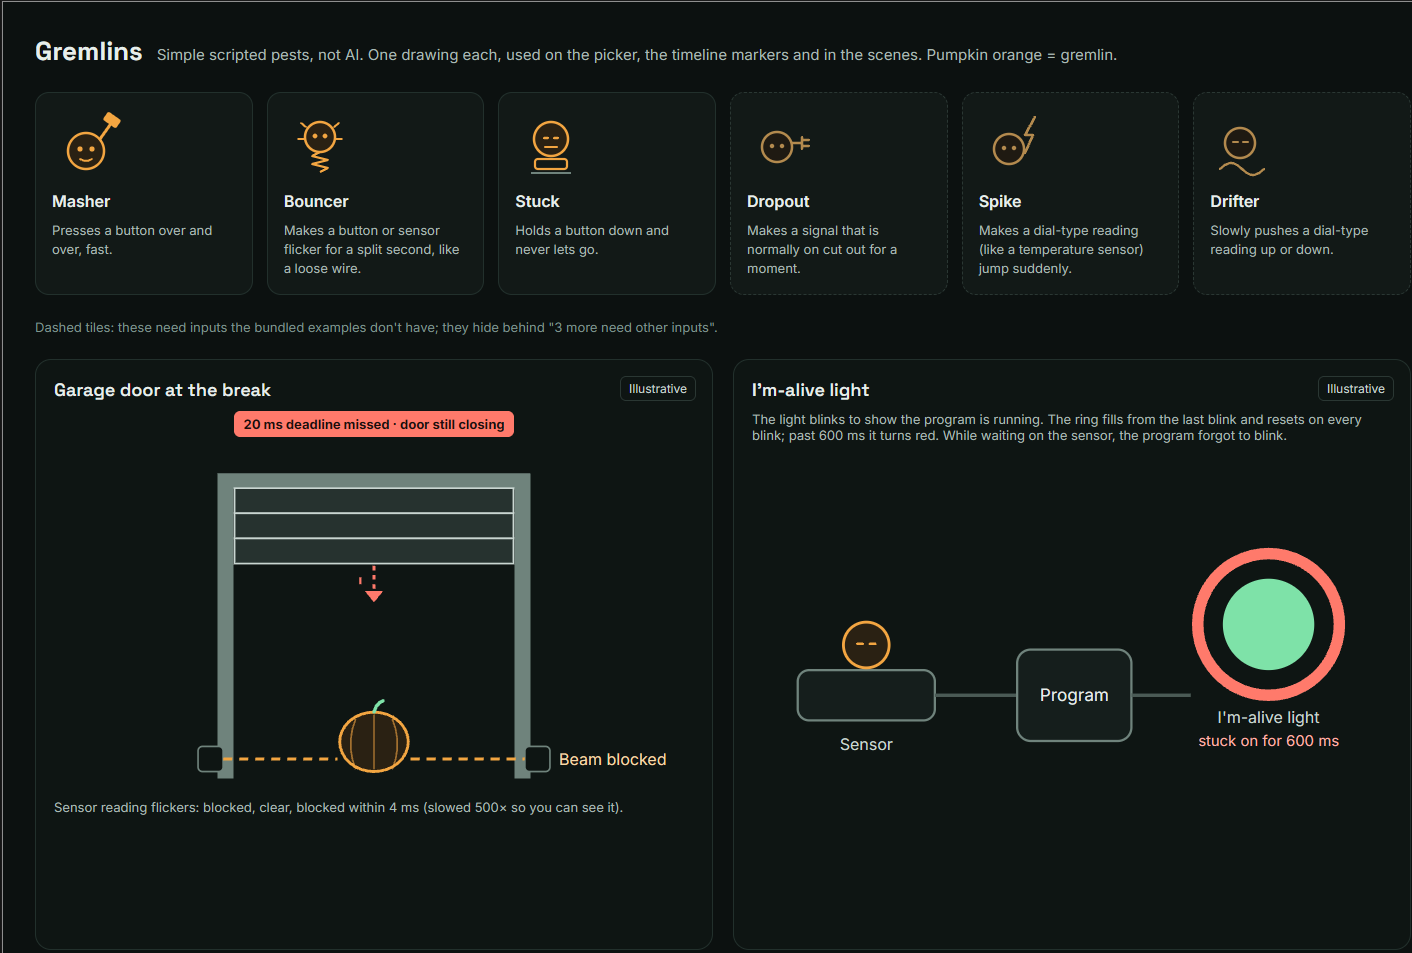 Gremlins
Simple scripted pests, not AI. One drawing each, used on the picker, the timeline markers and in the scenes. Pumpkin orange = gremlin.
Masher
Presses a button over and
over, fast.
Bouncer
Makes a button or sensor
flicker for a split second, like
a loose wire.
Stuck
Holds a button down and
never lets go.
Dropout
Makes a signal that is
normally on cut out for a
moment.
Spike
Makes a dial-type reading
(like a temperature sensor)
jump suddenly.
Drifter
Slowly pushes a dial-type
reading up or down.
Dashed tiles: these need inputs the bundled examples don't have; they hide behind "3 more need other inputs".
Garage door at the break
Illustrative
20 ms deadline missed · door still closing
Beam blocked
Sensor reading flickers: blocked, clear, blocked within 4 ms (slowed 500× so you can see it).
I'm-alive light
Illustrative
The light blinks to show the program is running. The ring fills from the last blink and resets on every
blink; past 600 ms it turns red. While waiting on the sensor, the program forgot to blink.
Sensor
Program
I'm-alive light
stuck on for 600 ms